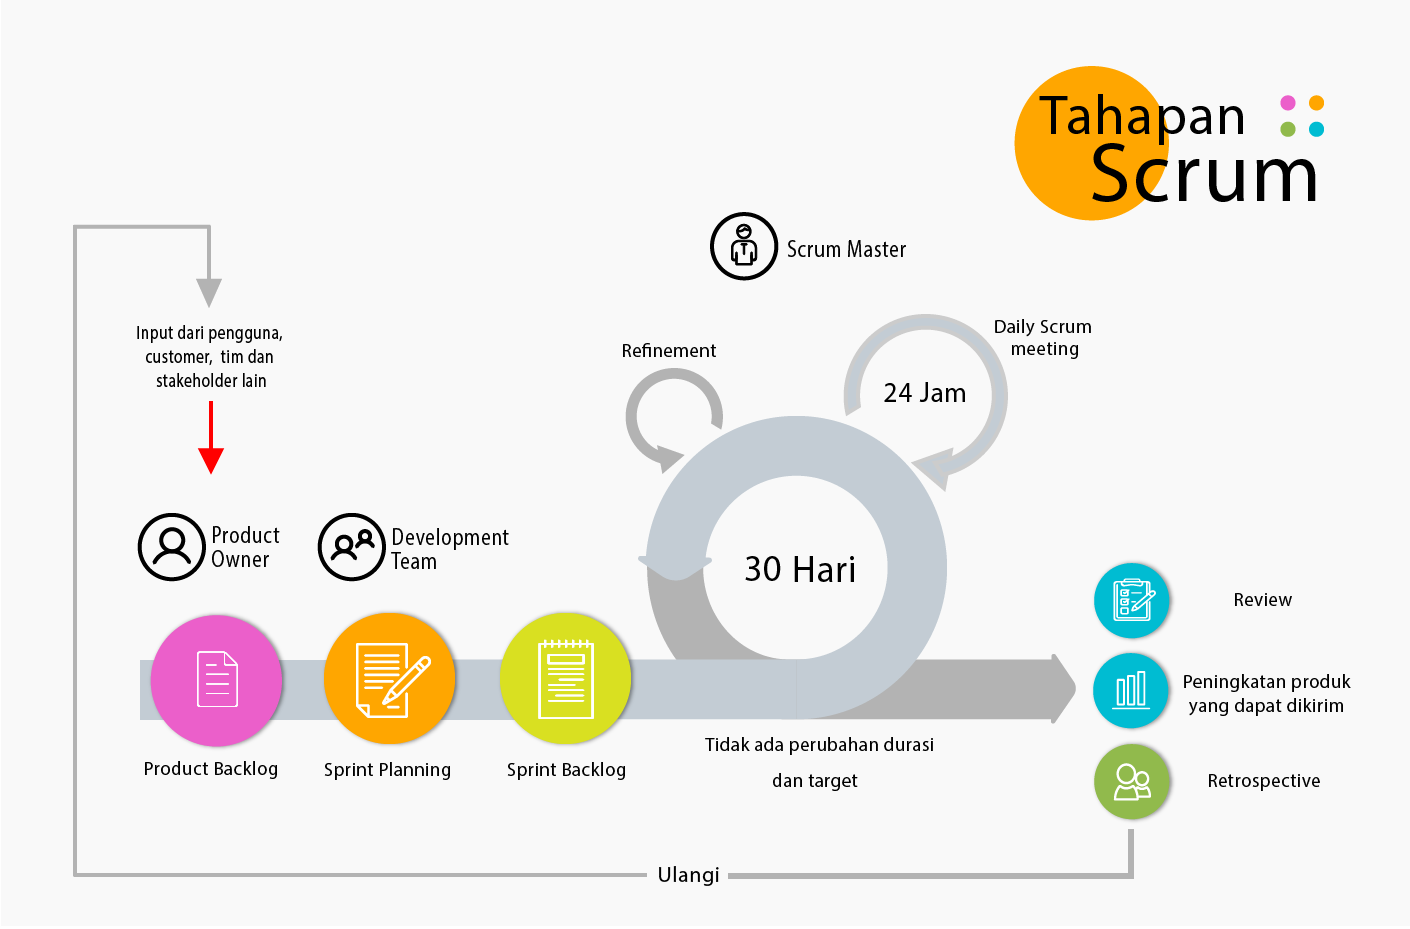 Tahapan
Scrum
Scrum Master
Input dari pengguna,
customer, tim dan
stakeholder lain
Refinement
Daily Scrum
meeting
24 Jam
Product
Owner
Development
Team
30 Hari
Review
Peningkatan produk
yang dapat dikirim
Retrospective
Product Backlog
Sprint Planning
Sprint Backlog
Tidak ada perubahan durasi
dan target
Ulangi